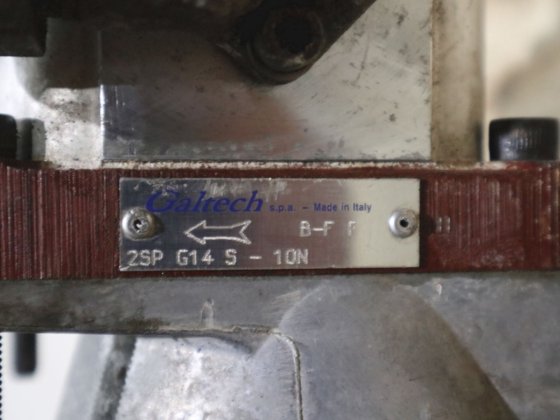 Galtech s.p.a. - Made in Italy
B-F F
2SP G14 S - 10N